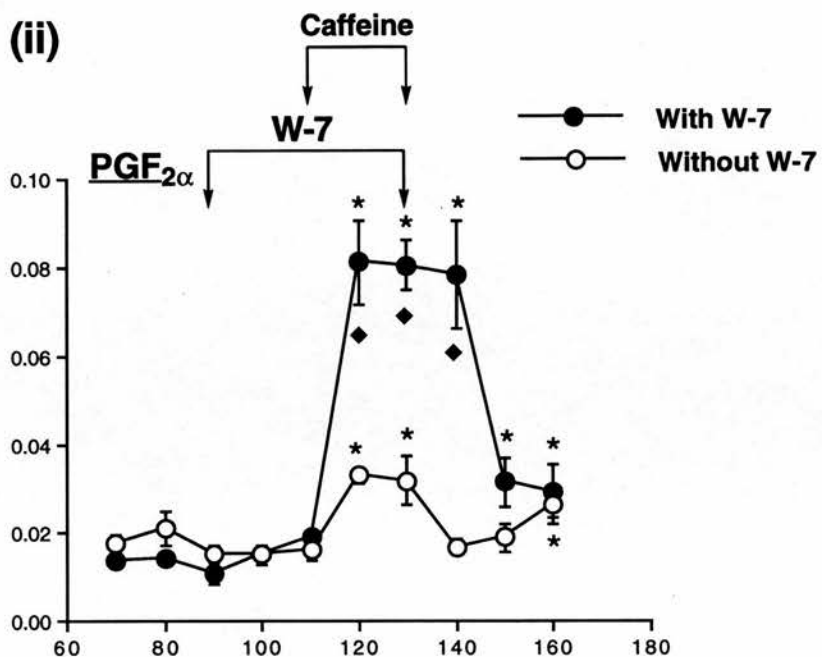 (ii)
Caffeine
W-7
PGF2α
With W-7
Without W-7
0.10
0.08
0.06
0.04
0.02
0.00
60 80 100 120 140 160 180
* * *
* *
* *
*